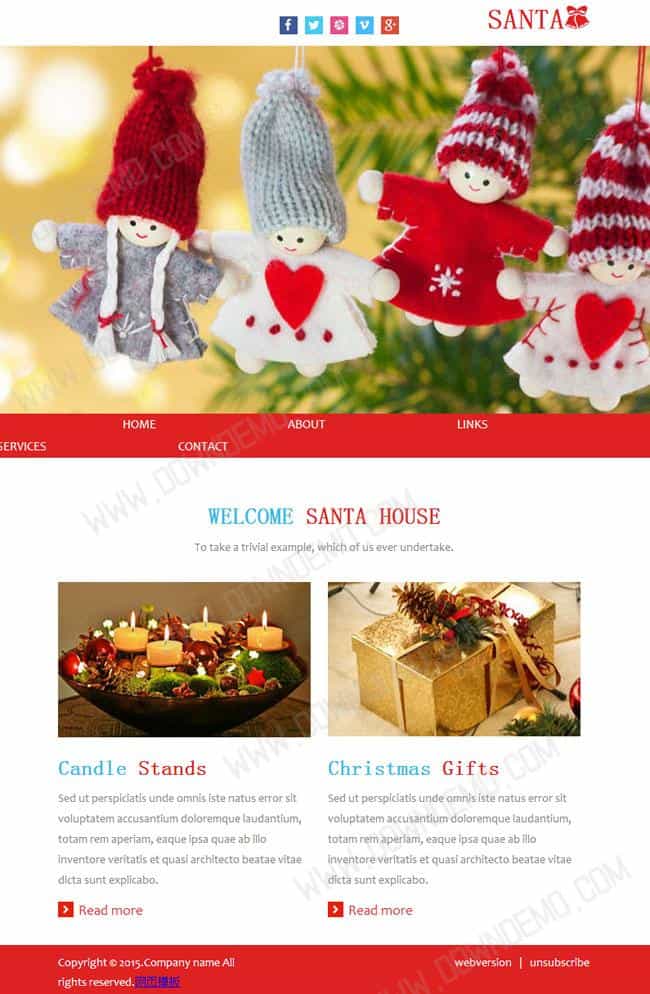 SANTA
HOME ABOUT LINKS
SERVICES CONTACT
WELCOME SANTA HOUSE
To take a trivial example, which of us ever undertake.
Candle Stands
Sed ut perspiciatis unde omnis iste natus error sit
voluptatem accusantium doloremque laudantium,
totam rem aperiam, eaque ipsa quae ab illo
inventore veritatis et quasi architecto beatae vitae
dicta sunt explicabo.
Read more
Christmas Gifts
Sed ut perspiciatis unde omnis iste natus error sit
voluptatem accusantium doloremque laudantium,
totam rem aperiam, eaque ipsa quae ab illo
inventore veritatis et quasi architecto beatae vitae
dicta sunt explicabo.
Read more
Copyright © 2015.Company name All
rights reserved.网页模板
webversion | unsubscribe
WWW.DOWNDEMO.COM